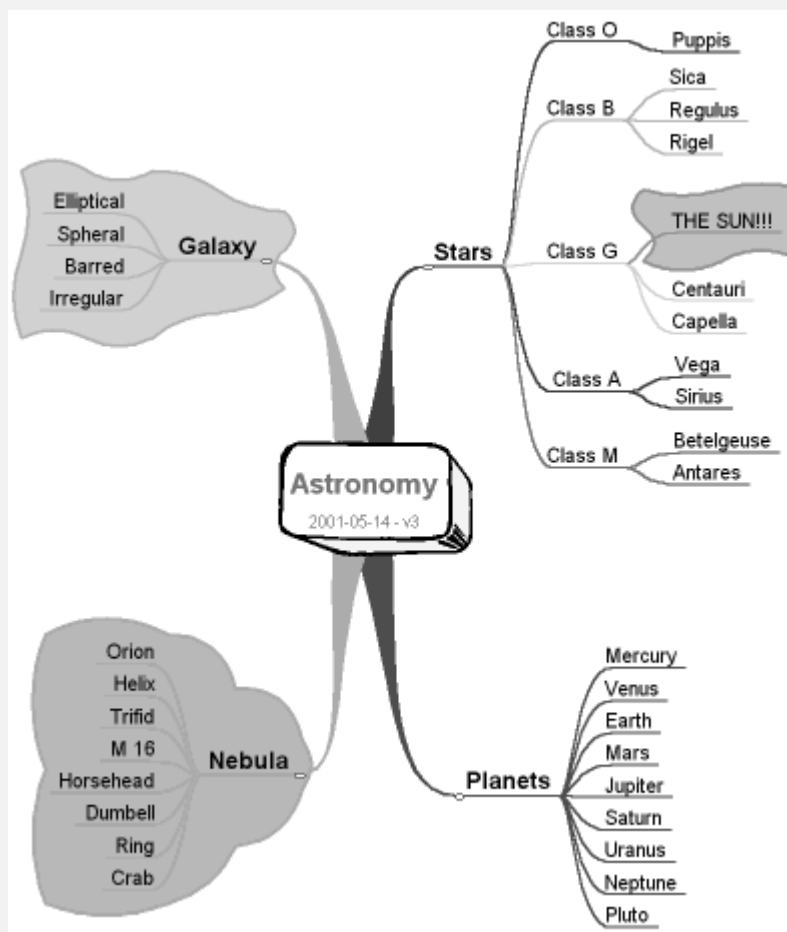 Astronomy
2001-05-14 - v3
Stars
Class O
Puppis
Class B
Sica
Regulus
Rigel
Class G
THE SUN!!!
Centauri
Capella
Class A
Vega
Sirius
Class M
Betelgeuse
Antares
Planets
Mercury
Venus
Earth
Mars
Jupiter
Saturn
Uranus
Neptune
Pluto
Galaxy
Elliptical
Spheral
Barred
Irregular
Nebula
Orion
Helix
Trifid
M 16
Horsehead
Dumbell
Ring
Crab